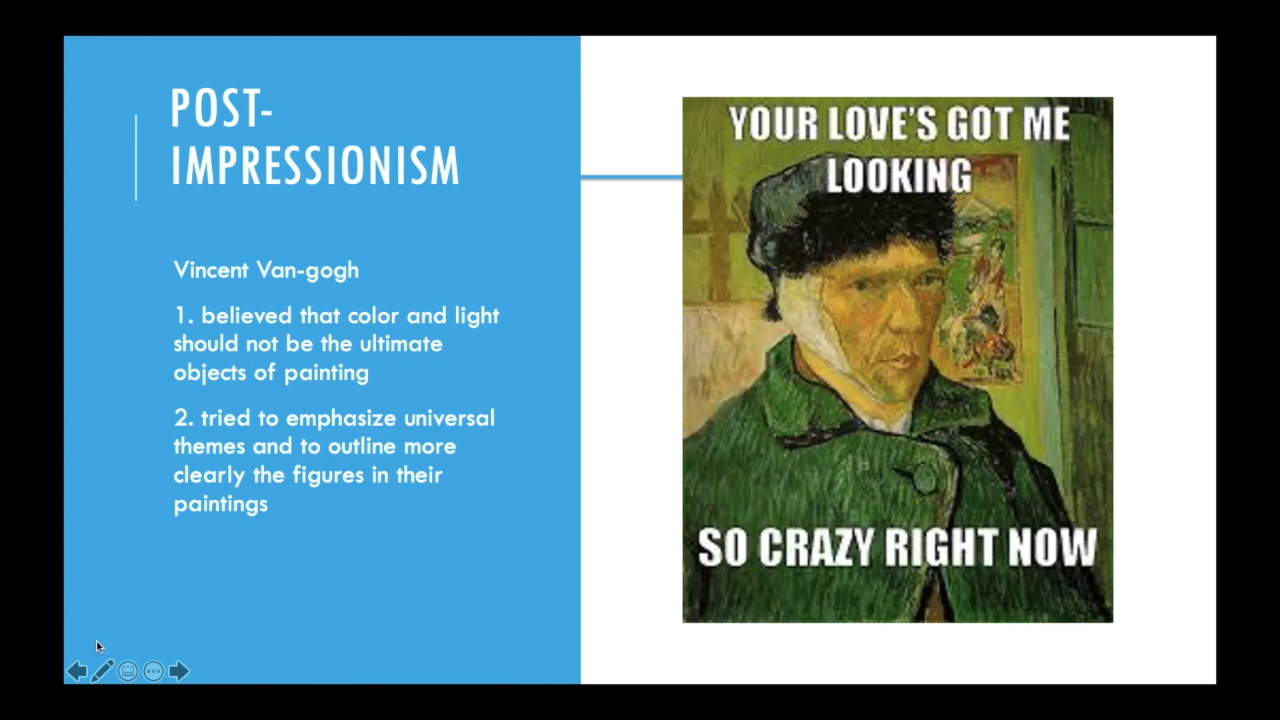 POST-
IMPRESSIONISM
Vincent Van-gogh
1. believed that color and light
should not be the ultimate
objects of painting
2. tried to emphasize universal
themes and to outline more
clearly the figures in their
paintings
YOUR LOVE'S GOT ME
LOOKING
SO CRAZY RIGHT NOW